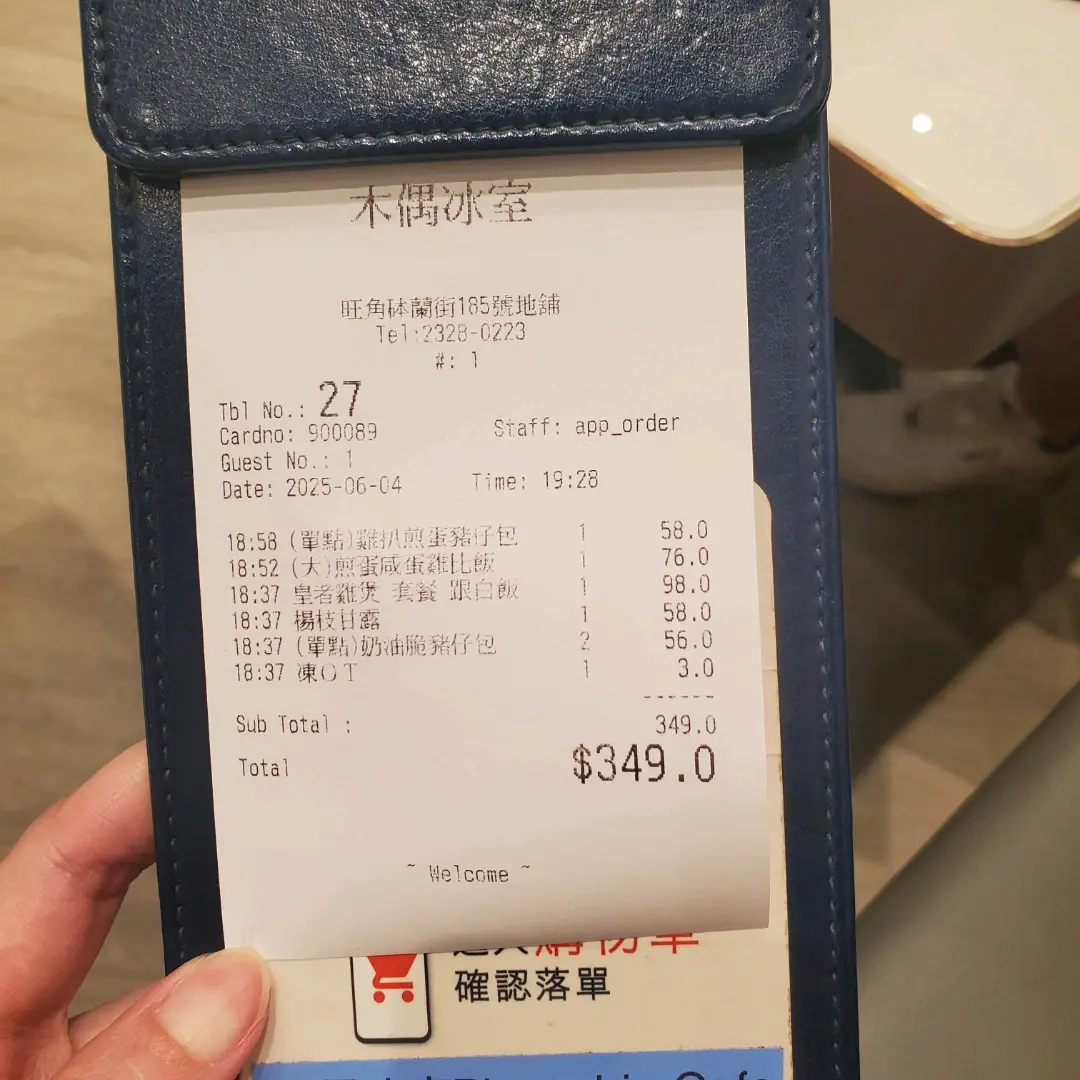 木偶冰室
旺角砵蘭街185號地舖
Tel:2328-0223
#: 1
Tbl No.: 27
Cardno: 900089 Staff: app_order
Guest No.: 1
Date: 2025-06-04 Time: 19:28
18:58 (單點)雞扒煎蛋豬仔包 1 58.0
18:52 (大)煎蛋咸蛋雞比飯 1 76.0
18:37 皇者雞煲 套餐 跟白飯 1 98.0
18:37 楊枝甘露 1 58.0
18:37 (單點)奶油脆豬仔包 2 56.0
18:37 凍OT 1 3.0
Sub Total : 349.0
Total $349.0
~ Welcome ~
購物車
確認落單